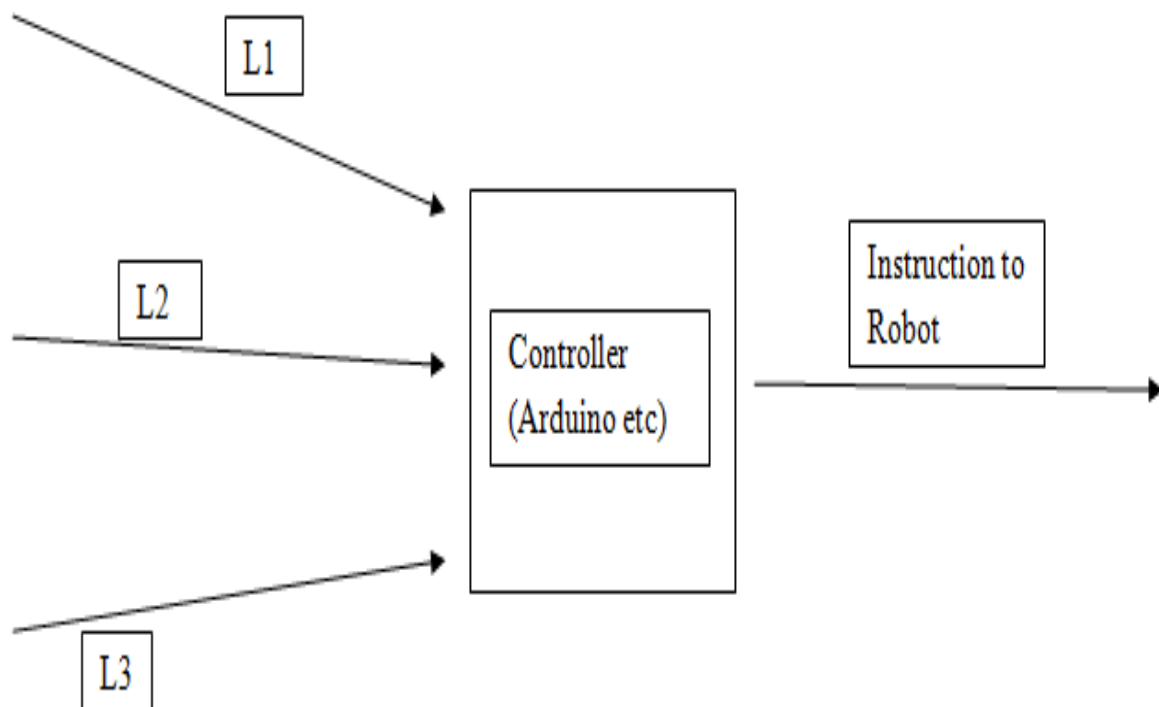 L1
L2
Controller
(Arduino etc)
Instruction to
Robot
L3